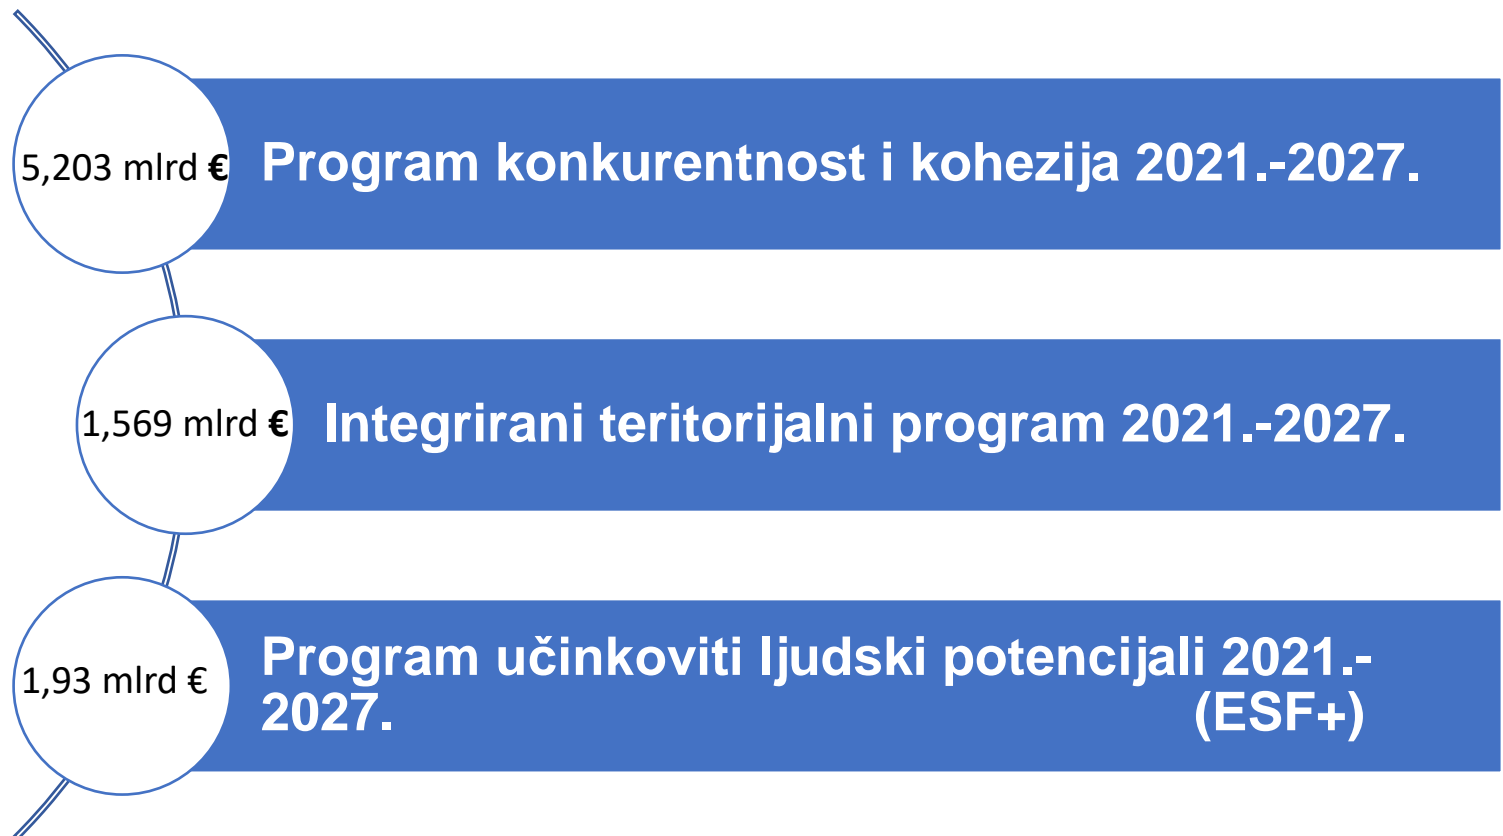 5,203 mlrd €
Program konkurentnost i kohezija 2021.-2027.
1,569 mlrd €
Integrirani teritorijalni program 2021.-2027.
1,93 mlrd €
Program učinkoviti ljudski potencijali 2021.-
2027. (ESF+)